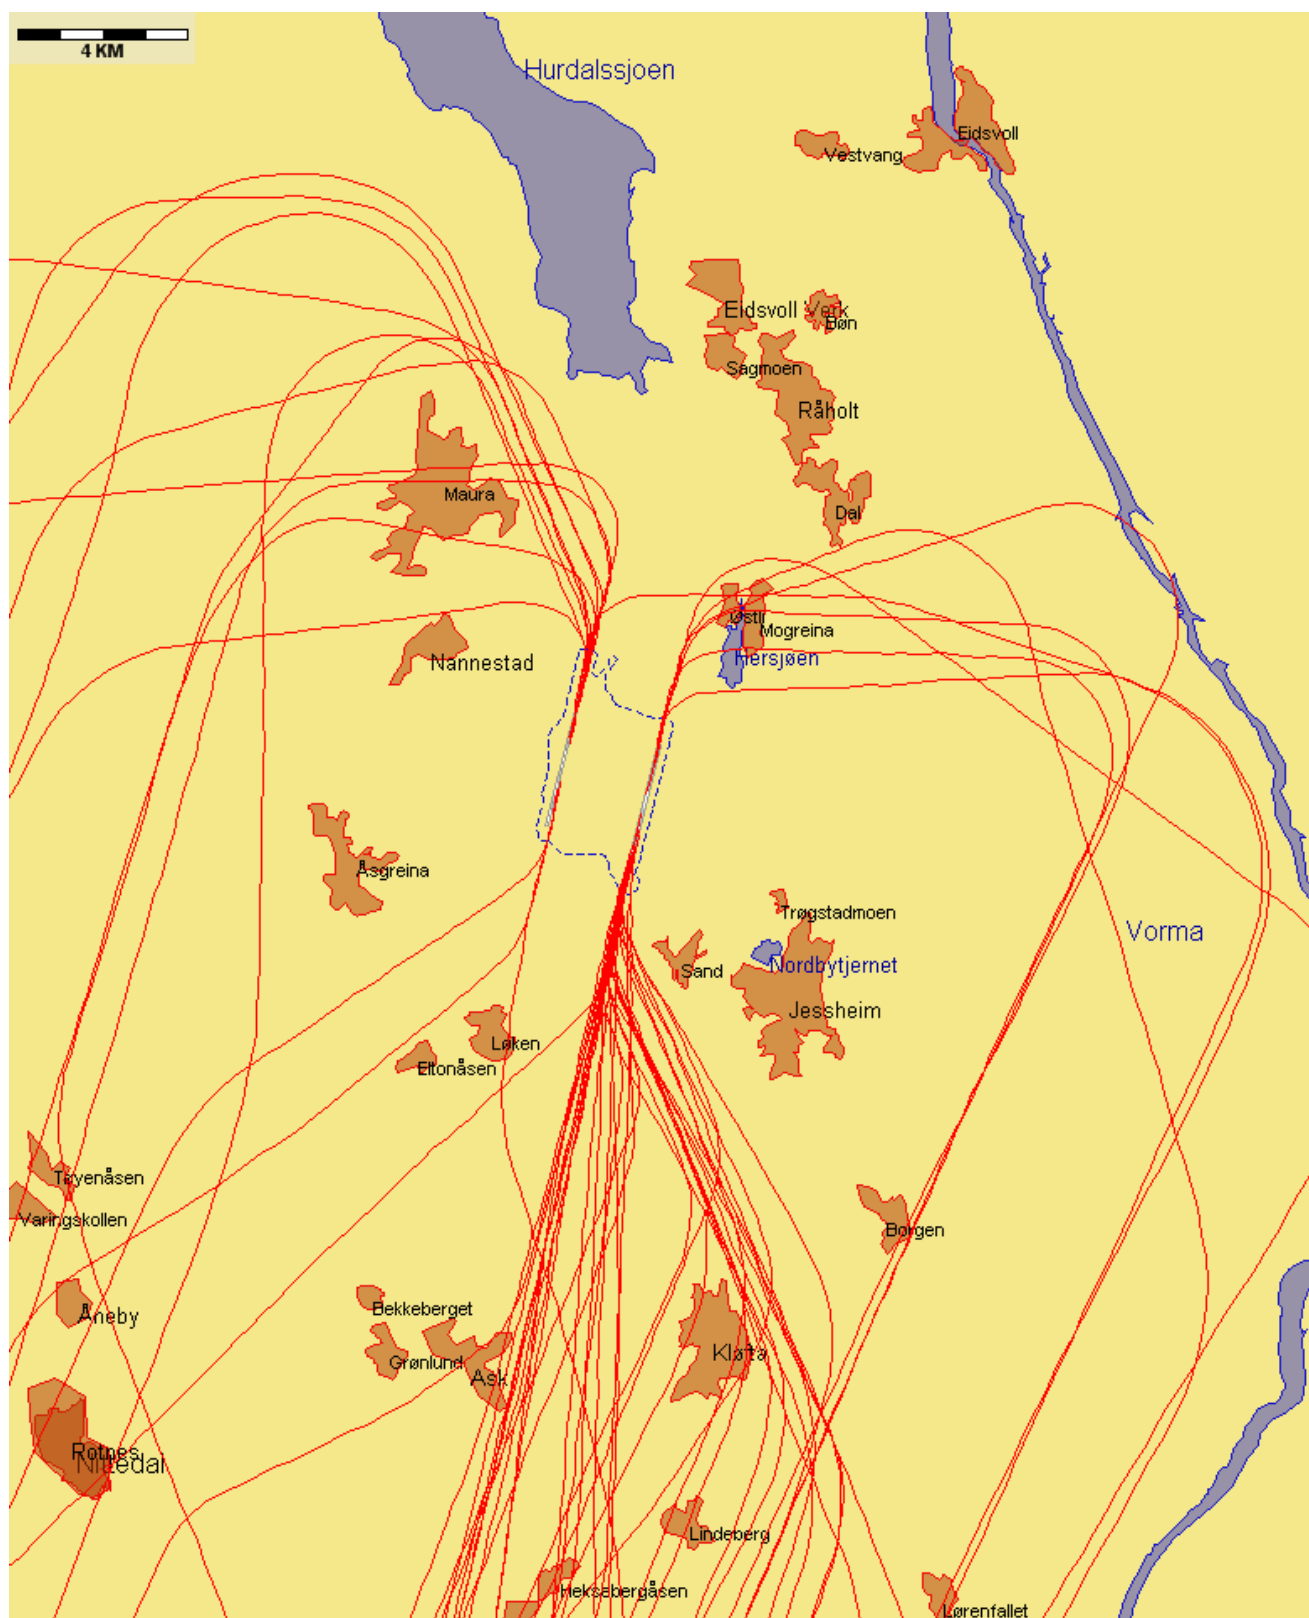 4 KM
Hurdalssjoen
Eidsvoll
Vestvang
Eidsvoll Verk
Bøn
Sagmoen
Råholt
Maura
Dal
Østli
Mogreina
Nannestad
Hersjøen
Åsgreina
Trøgstadmoen
Vorma
Sand
Nordbytjernet
Jessheim
Løken
Eltonåsen
Tøyenåsen
Varingskollen
Borgen
Bekkeberget
Åneby
Kløfta
Grønlund
Ask
Rotnes
Nittedal
Lindeberg
Heksebergåsen
Lørenfallet